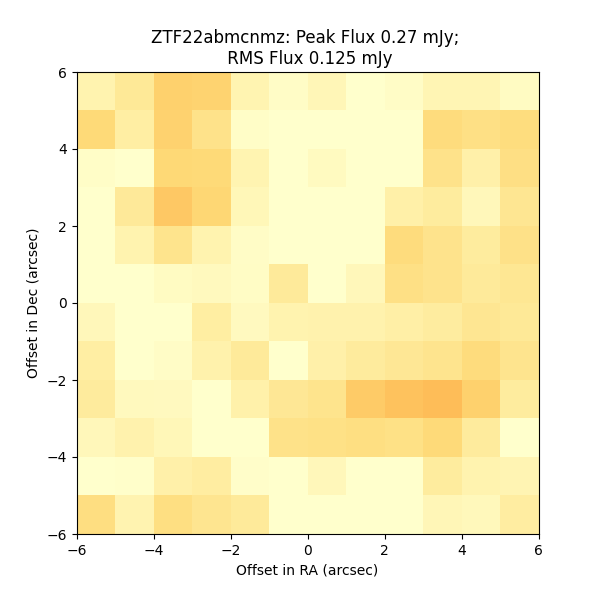 ZTF22abmcnmz: Peak Flux 0.27 mJy;
RMS Flux 0.125 mJy
6
4
2
0
−2
−4
−6
Offset in Dec (arcsec)
−6 −4 −2 0 2 4 6
Offset in RA (arcsec)